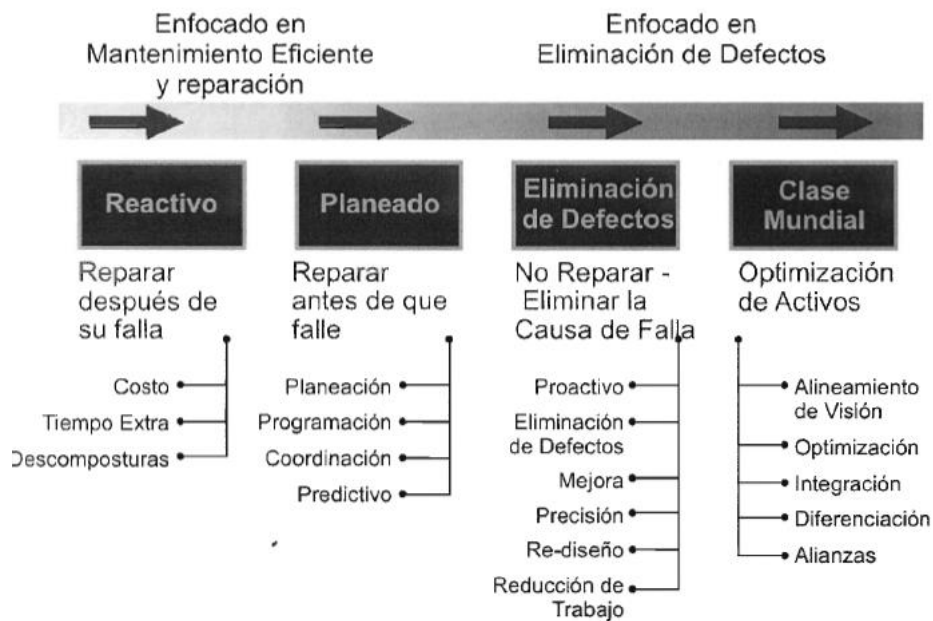 Enfocado en
Mantenimiento Eficiente
y reparación
Enfocado en
Eliminación de Defectos
Reactivo
Planeado
Eliminación
de Defectos
Clase
Mundial
Reparar
después de
su falla
Reparar
antes de que
falle
No Reparar -
Eliminar la
Causa de Falla
Optimización
de Activos
Costo
Tiempo Extra
Descomposturas
Planeación
Programación
Coordinación
Predictivo
Proactivo
Eliminación
de Defectos
Mejora
Precisión
Re-diseño
Reducción de
Trabajo
Alineamiento
de Visión
Optimización
Integración
Diferenciación
Alianzas